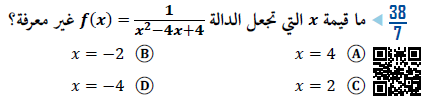 38/7 ◀ ما قيمة x التي تجعل الدالة f(x) = 1/(x²−4x+4) غير معرفة؟
x = 4 Ⓐ x = −2 Ⓑ
x = 2 Ⓒ x = −4 Ⓓ